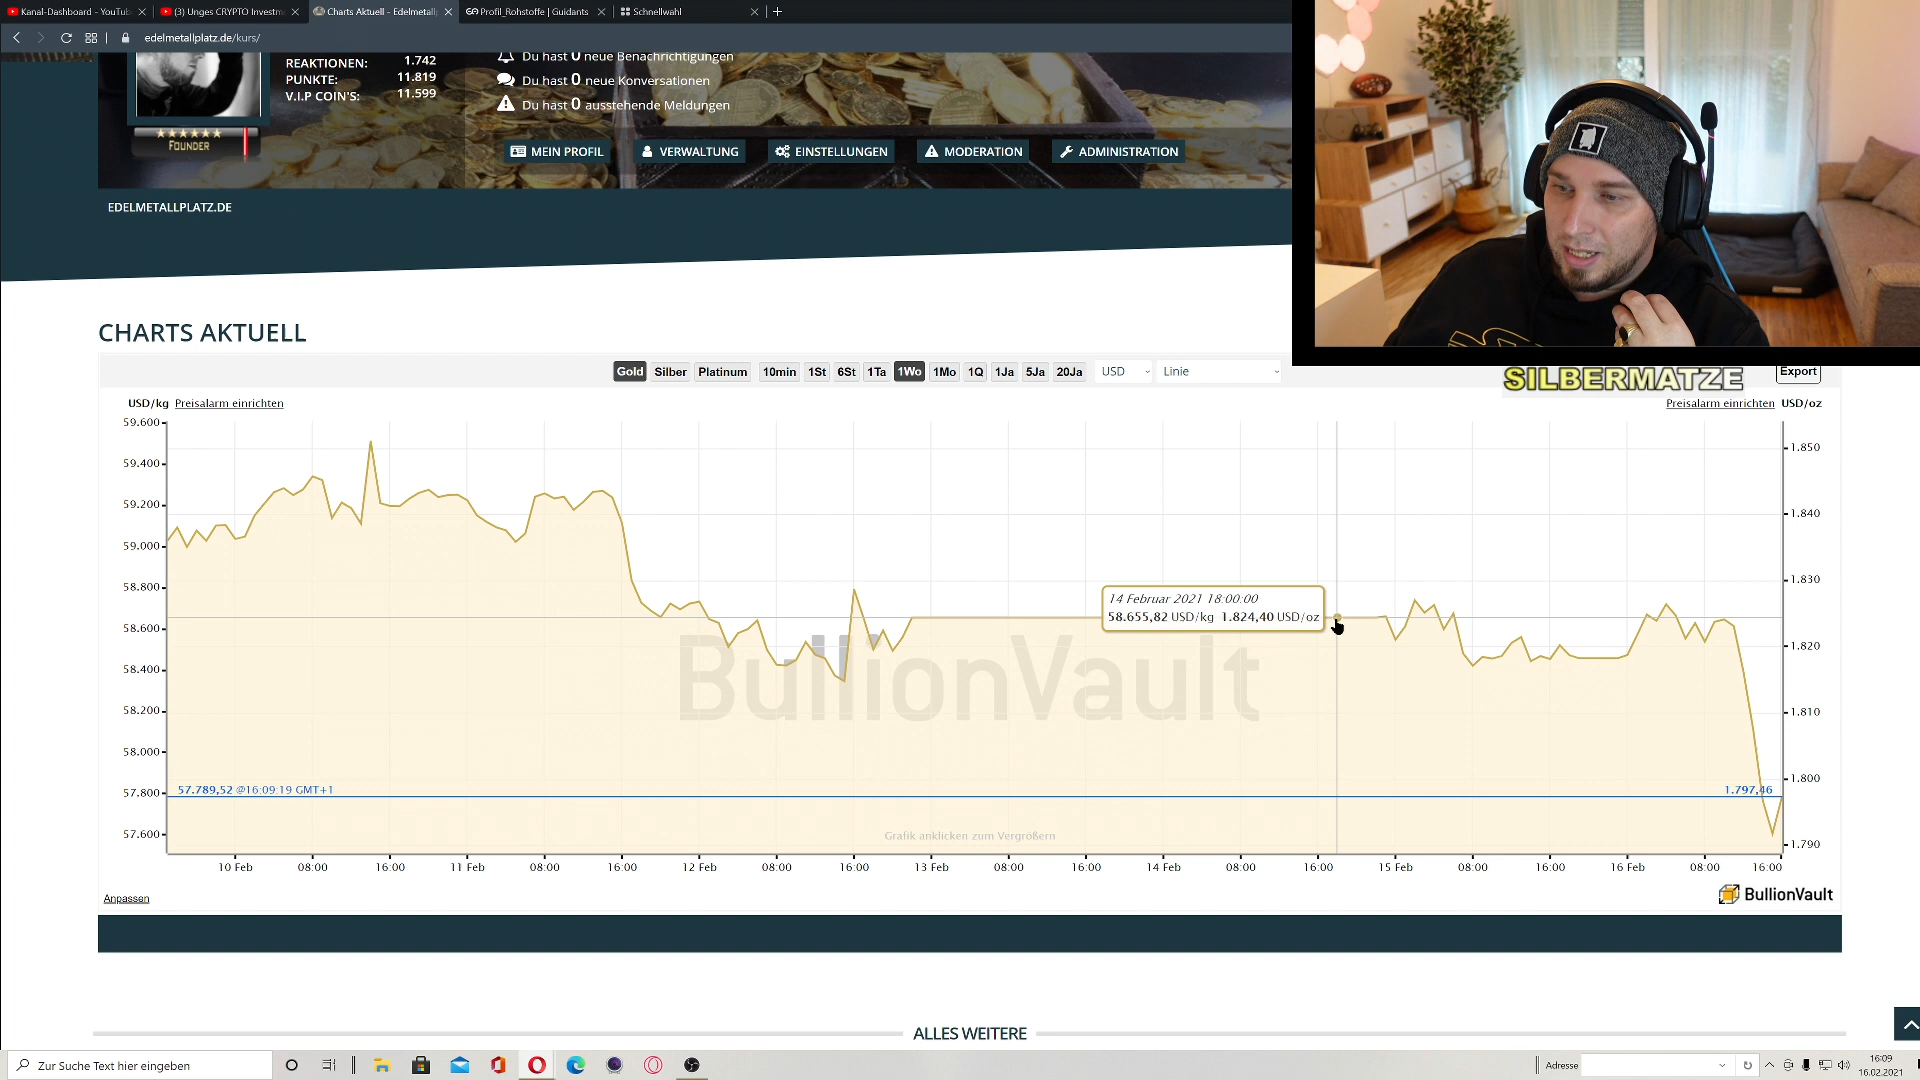 Kanal-Dashboard - YouTub
(3) Unges CRYPTO Investm
Charts Aktuell - Edelmetallp
Profil_Rohstoffe | Guidants
Schnellwahl
edelmetallplatz.de/kurs/
REAKTIONEN: 1.742
PUNKTE: 11.819
V.I.P COIN'S: 11.599
FOUNDER
Du hast 0 neue Benachrichtigungen
Du hast 0 neue Konversationen
Du hast 0 ausstehende Meldungen
MEIN PROFIL
VERWALTUNG
EINSTELLUNGEN
MODERATION
ADMINISTRATION
EDELMETALLPLATZ.DE
CHARTS AKTUELL
Gold Silber Platinum 10min 1St 6St 1Ta 1Wo 1Mo 1Q 1Ja 5Ja 20Ja USD Linie
SILBERMATZE
Export
USD/kg Preisalarm einrichten
Preisalarm einrichten USD/oz
59.600
59.400
59.200
59.000
58.800
58.600
58.400
58.200
58.000
57.800
57.600
1.850
1.840
1.830
1.820
1.810
1.800
1.790
14 Februar 2021 18:00:00
58.655,82 USD/kg 1.824,40 USD/oz
BullionVault
57.789,52 @16:09:19 GMT+1
1.797,46
Grafik anklicken zum Vergrößern
10 Feb 08:00 16:00 11 Feb 08:00 16:00 12 Feb 08:00 16:00 13 Feb 08:00 16:00 14 Feb 08:00 16:00 15 Feb 08:00 16:00 16 Feb 08:00 16:00
Anpassen
BullionVault
ALLES WEITERE
Zur Suche Text hier eingeben
Adresse
16:09
16.02.2021